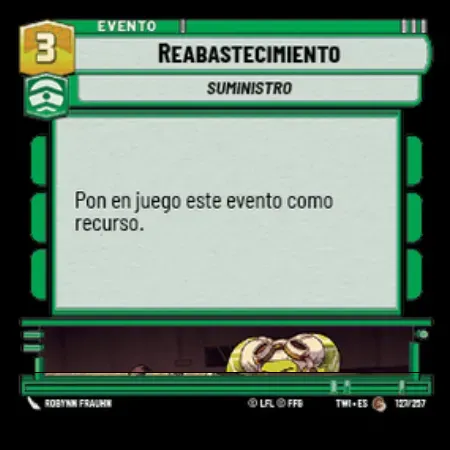 EVENTO
3
REABASTECIMIENTO
SUMINISTRO
Pon en juego este evento como
recurso.
ROBYNN FRAUHN
© LFL © FFG
TWI • ES
127/257